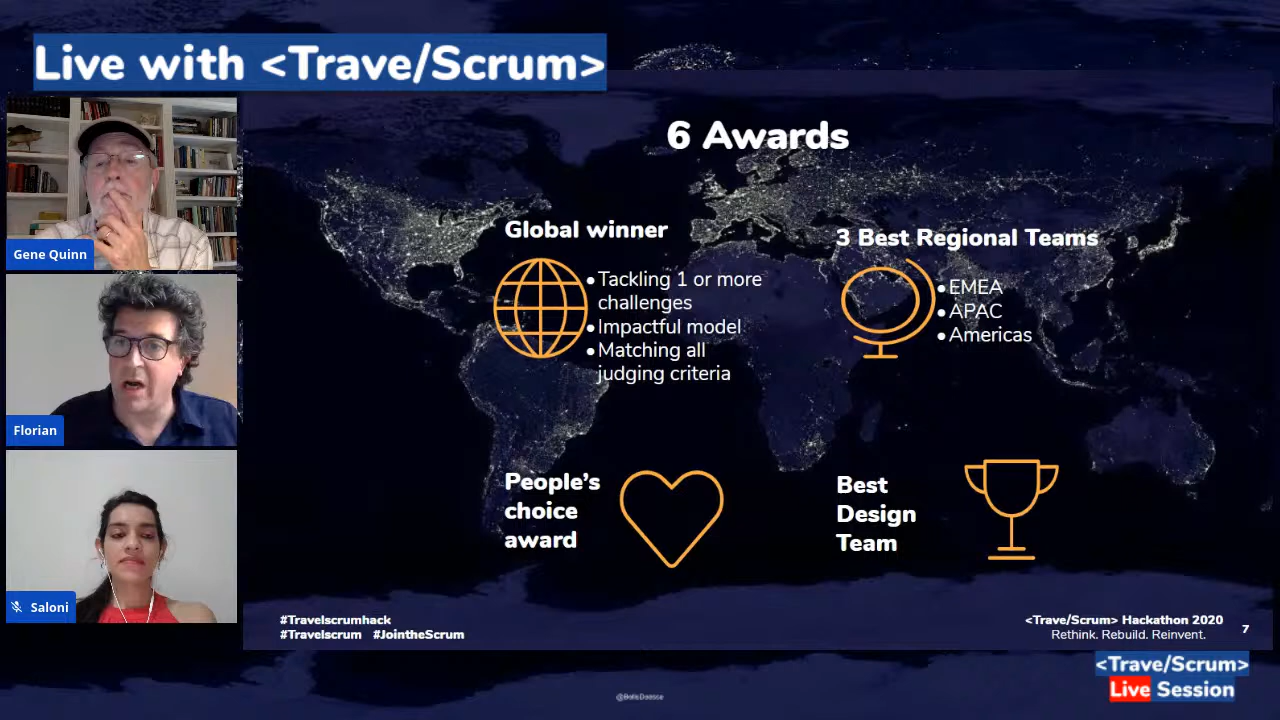 Live with <Trave/Scrum>
Gene Quinn
Florian
Saloni
6 Awards
Global winner
• Tackling 1 or more
challenges
• Impactful model
• Matching all
judging criteria
3 Best Regional Teams
• EMEA
• APAC
• Americas
People's
choice
award
Best
Design
Team
#Travelscrumhack
#Travelscrum #JointheScrum
<Trave/Scrum> Hackathon 2020
Rethink. Rebuild. Reinvent.
7
<Trave/Scrum>
Live Session